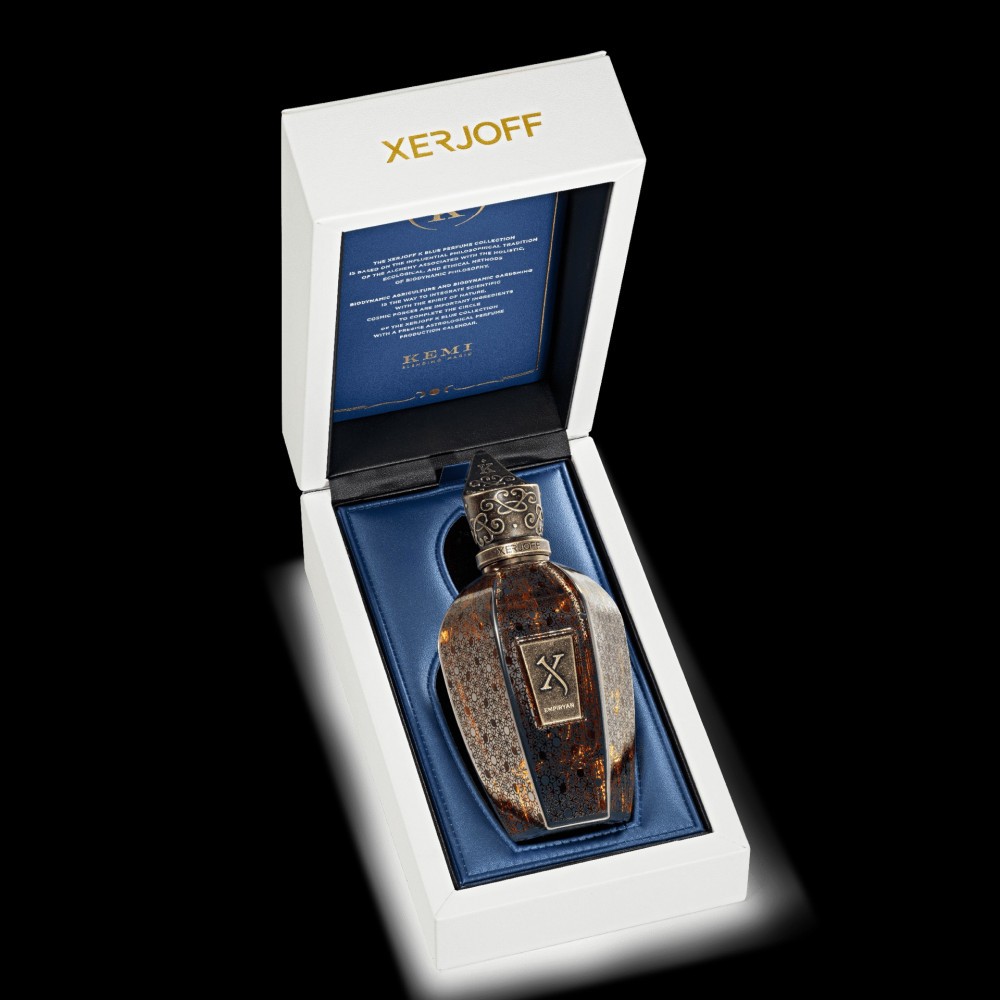 XERJOFF
K
THE XERJOFF K BLUE PERFUME COLLECTION
IS BASED ON THE INFLUENTIAL PHILOSOPHICAL TRADITION
OF THE ALCHEMY ASSOCIATED WITH THE HOLISTIC,
ECOLOGICAL, AND ETHICAL METHODS
OF BIODYNAMIC PHILOSOPHY.
BIODYNAMIC AGRICULTURE AND BIODYNAMIC GARDENING
IS THE WAY TO INTEGRATE SCIENTIFIC
WITH THE SPIRIT OF NATURE.
COSMIC FORCES ARE IMPORTANT INGREDIENTS
TO COMPLETE THE CIRCLE
OF THE XERJOFF K BLUE COLLECTION
WITH A PRECISE ASTROLOGICAL PERFUME
PRODUCTION CALENDAR.
KEMI
BLENDING MAGIC
XERJOFF
X
EMPIRYAN